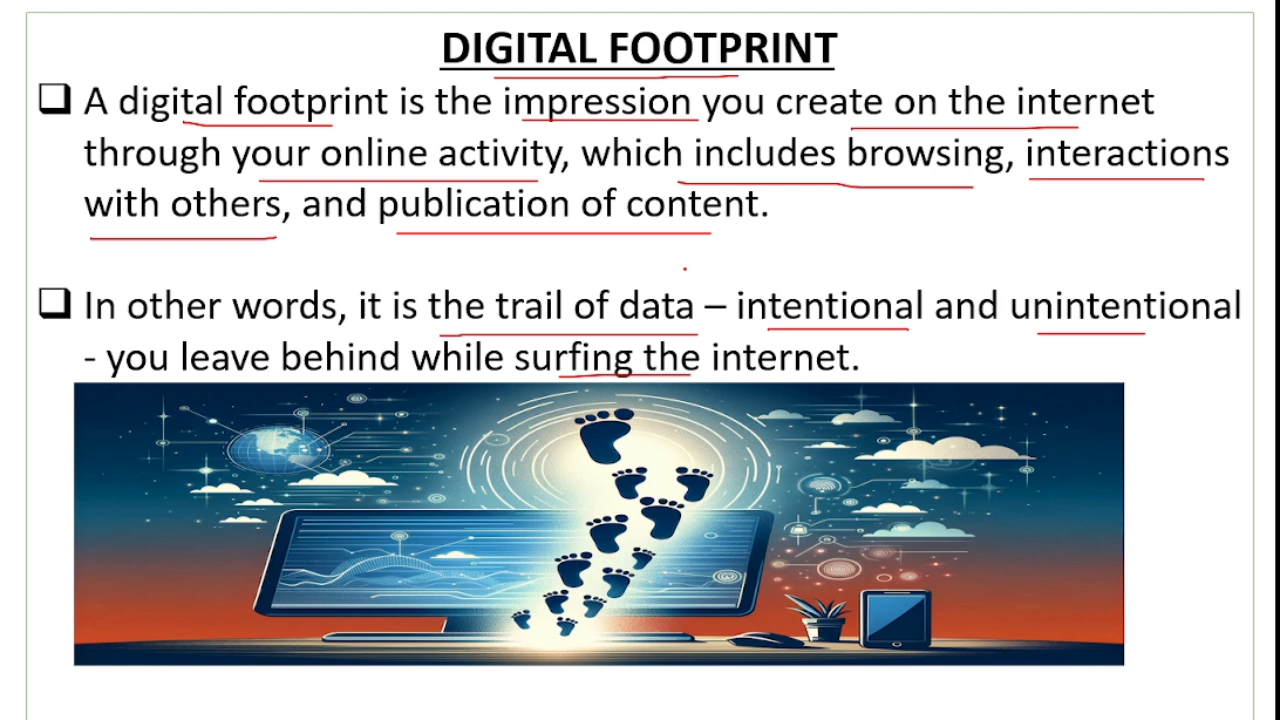 DIGITAL FOOTPRINT
❑ A digital footprint is the impression you create on the internet
through your online activity, which includes browsing, interactions
with others, and publication of content.
❑ In other words, it is the trail of data – intentional and unintentional
- you leave behind while surfing the internet.